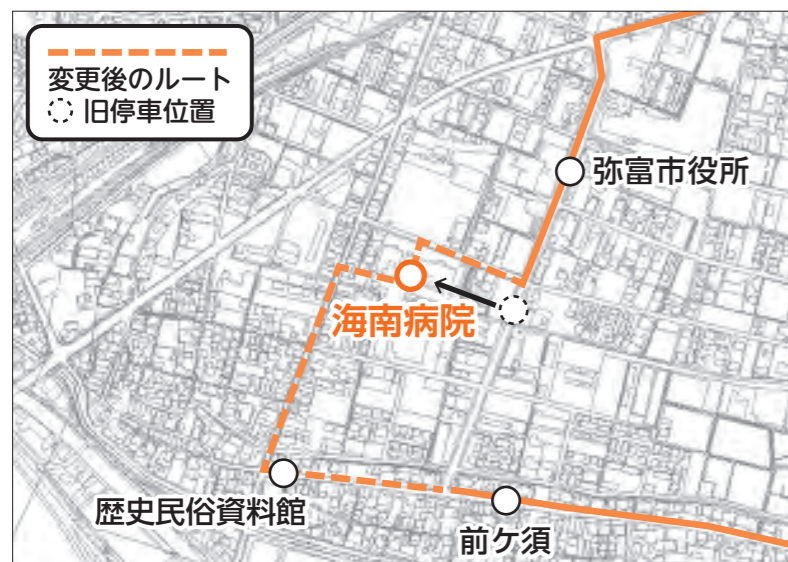 変更後のルート
旧停車位置
弥富市役所
海南病院
歴史民俗資料館
前ケ須